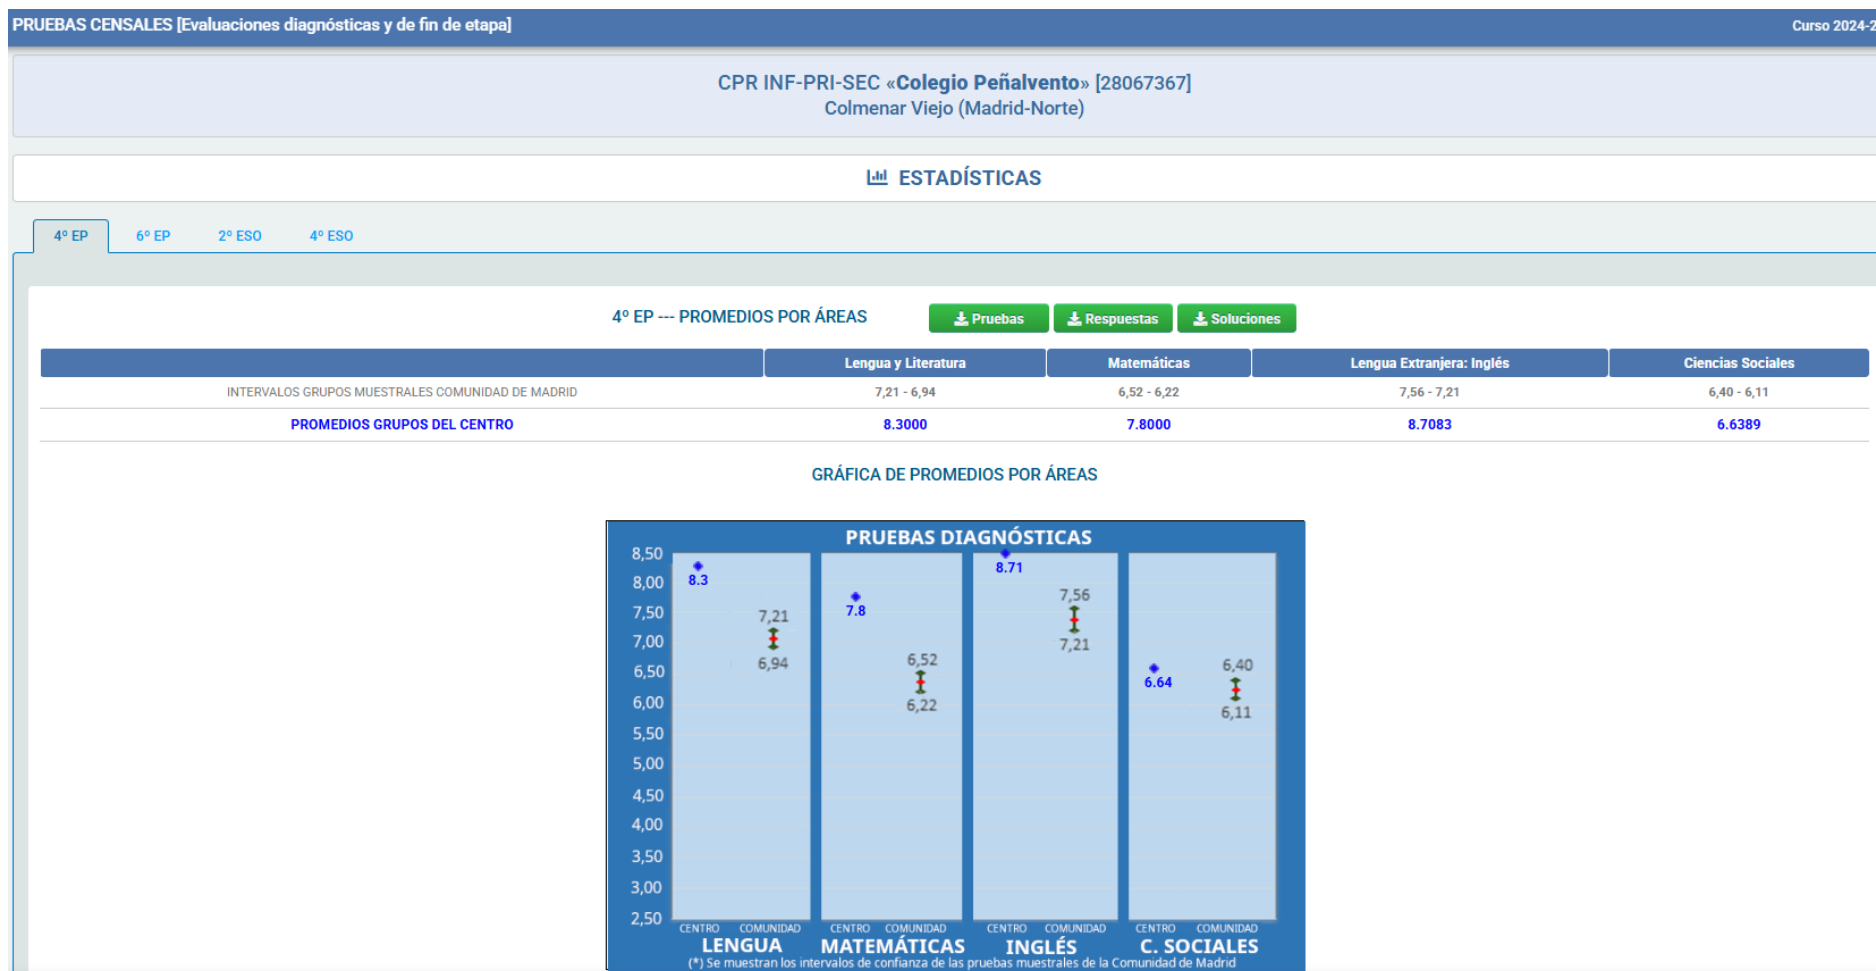 PRUEBAS CENSALES [Evaluaciones diagnósticas y de fin de etapa] Curso 2024-2
CPR INF-PRI-SEC «Colegio Peñalvento» [28067367]
Colmenar Viejo (Madrid-Norte)
ESTADÍSTICAS
4º EP 6º EP 2º ESO 4º ESO
4º EP --- PROMEDIOS POR ÁREAS Pruebas Respuestas Soluciones
Lengua y Literatura Matemáticas Lengua Extranjera: Inglés Ciencias Sociales
INTERVALOS GRUPOS MUESTRALES COMUNIDAD DE MADRID 7,21 - 6,94 6,52 - 6,22 7,56 - 7,21 6,40 - 6,11
PROMEDIOS GRUPOS DEL CENTRO 8.3000 7.8000 8.7083 6.6389
GRÁFICA DE PROMEDIOS POR ÁREAS
PRUEBAS DIAGNÓSTICAS
8,50
8.71
8,00 8.3
7,56
7,50 7,21 7.8
7,00 7,21
6,94 6,52 6,40
6,50 6.64
6,00 6,22 6,11
5,50
5,00
4,50
4,00
3,50
3,00
2,50
CENTRO COMUNIDAD CENTRO COMUNIDAD CENTRO COMUNIDAD CENTRO COMUNIDAD
LENGUA MATEMÁTICAS INGLÉS C. SOCIALES
(*) Se muestran los intervalos de confianza de las pruebas muestrales de la Comunidad de Madrid